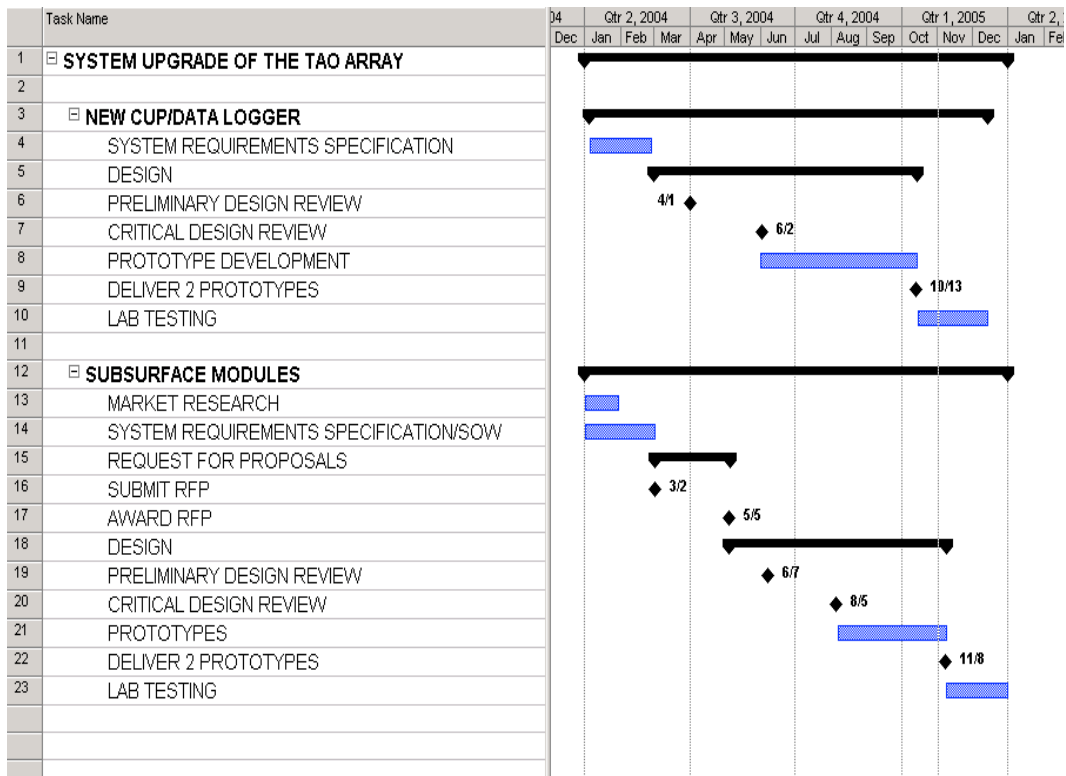 Task Name
04 Qtr 2, 2004 Qtr 3, 2004 Qtr 4, 2004 Qtr 1, 2005 Qtr 2,
Dec Jan Feb Mar Apr May Jun Jul Aug Sep Oct Nov Dec Jan Fe
1 SYSTEM UPGRADE OF THE TAO ARRAY
2
3 NEW CUP/DATA LOGGER
4 SYSTEM REQUIREMENTS SPECIFICATION
5 DESIGN
6 PRELIMINARY DESIGN REVIEW 4/1
7 CRITICAL DESIGN REVIEW 6/2
8 PROTOTYPE DEVELOPMENT
9 DELIVER 2 PROTOTYPES 10/13
10 LAB TESTING
11
12 SUBSURFACE MODULES
13 MARKET RESEARCH
14 SYSTEM REQUIREMENTS SPECIFICATION/SOW
15 REQUEST FOR PROPOSALS
16 SUBMIT RFP 3/2
17 AWARD RFP 5/5
18 DESIGN
19 PRELIMINARY DESIGN REVIEW 6/7
20 CRITICAL DESIGN REVIEW 8/5
21 PROTOTYPES
22 DELIVER 2 PROTOTYPES 11/8
23 LAB TESTING